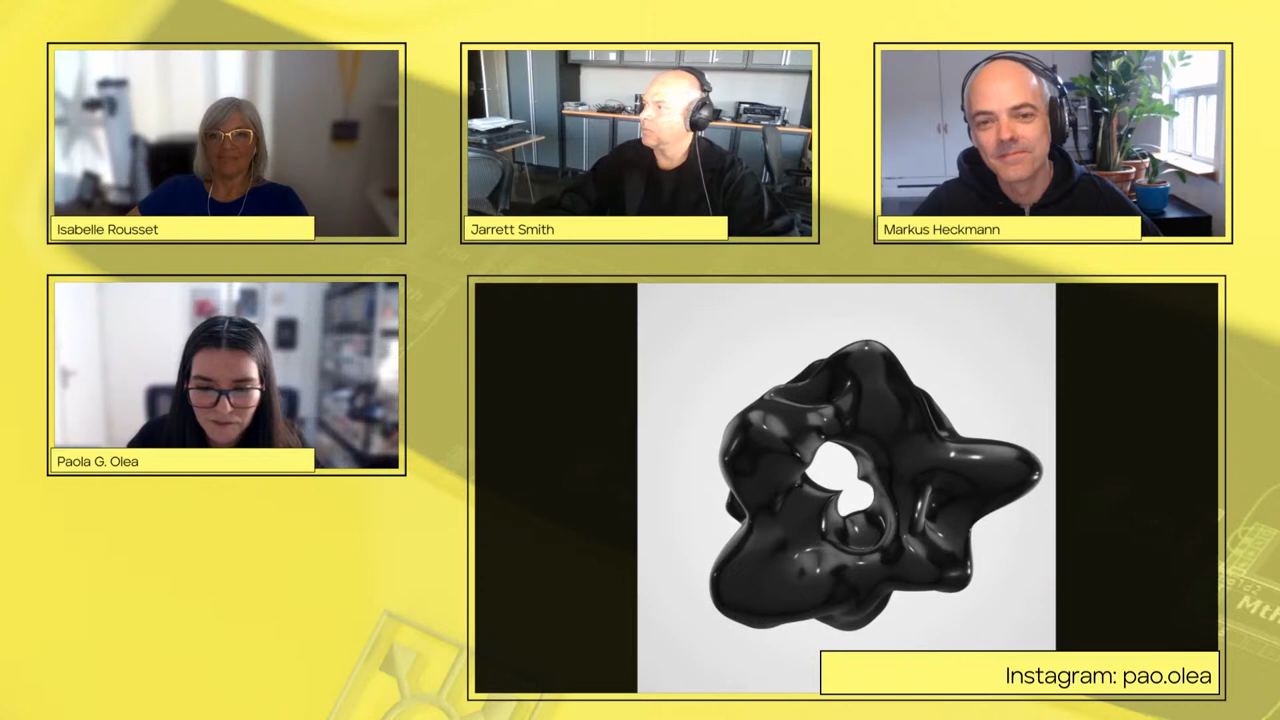 Isabelle Rousset
Jarrett Smith
Markus Heckmann
Paola G. Olea
Instagram: pao.olea